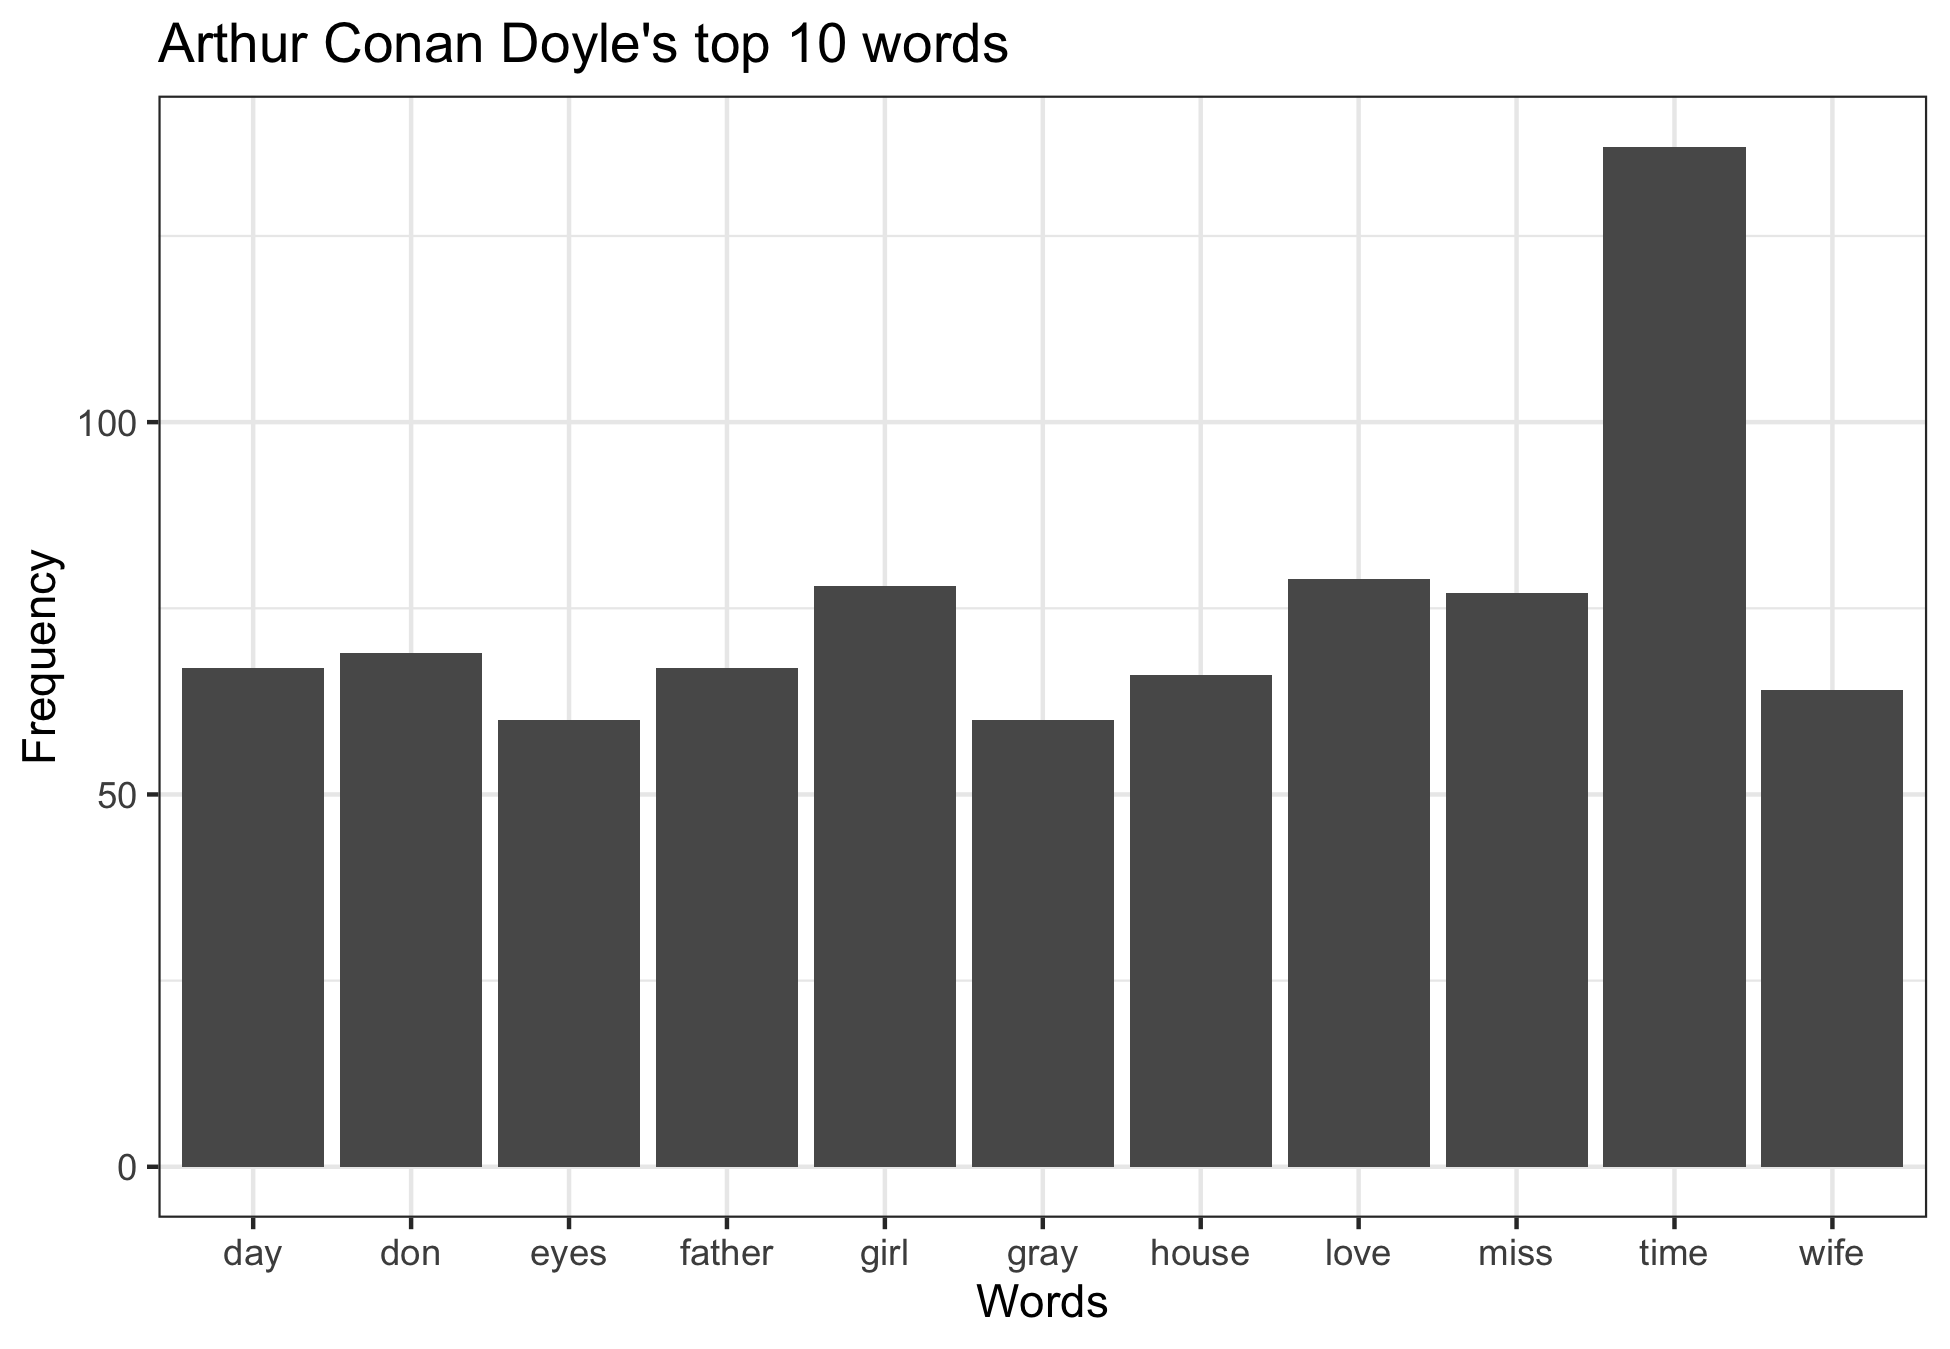 Arthur Conan Doyle's top 10 words
Frequency
100
50
0
day don eyes father girl gray house love miss time wife
Words